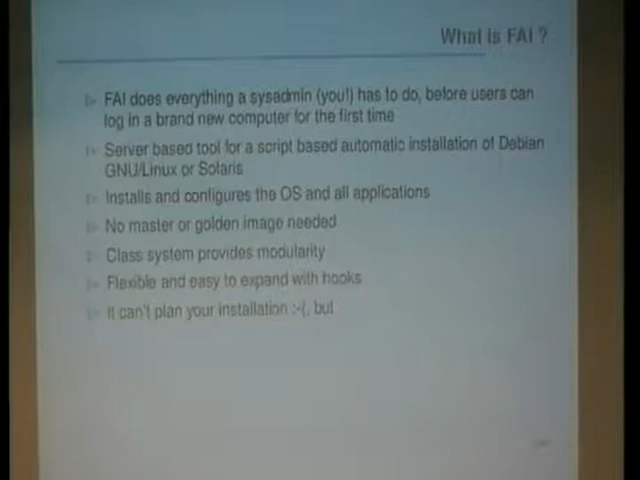 What is FAI ?
FAI does everything a sysadmin (you!) has to do, before users can
log in a brand new computer for the first time
Server based tool for a script based automatic installation of Debian
GNU/Linux or Solaris
Installs and configures the OS and all applications
No master or golden image needed
Class system provides modularity
Flexible and easy to expand with hooks
It can't plan your installation :-(, but